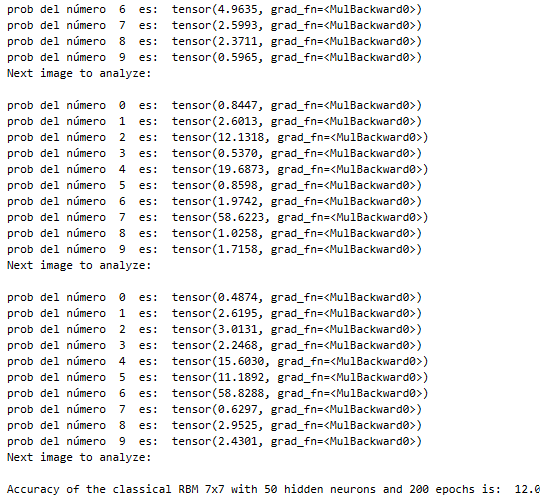 prob del número 6 es: tensor(4.9635, grad_fn=<MulBackward0>)
prob del número 7 es: tensor(2.5993, grad_fn=<MulBackward0>)
prob del número 8 es: tensor(2.3711, grad_fn=<MulBackward0>)
prob del número 9 es: tensor(0.5965, grad_fn=<MulBackward0>)
Next image to analyze:
prob del número 0 es: tensor(0.8447, grad_fn=<MulBackward0>)
prob del número 1 es: tensor(2.6013, grad_fn=<MulBackward0>)
prob del número 2 es: tensor(12.1318, grad_fn=<MulBackward0>)
prob del número 3 es: tensor(0.5370, grad_fn=<MulBackward0>)
prob del número 4 es: tensor(19.6873, grad_fn=<MulBackward0>)
prob del número 5 es: tensor(0.8598, grad_fn=<MulBackward0>)
prob del número 6 es: tensor(1.9742, grad_fn=<MulBackward0>)
prob del número 7 es: tensor(58.6223, grad_fn=<MulBackward0>)
prob del número 8 es: tensor(1.0258, grad_fn=<MulBackward0>)
prob del número 9 es: tensor(1.7158, grad_fn=<MulBackward0>)
Next image to analyze:
prob del número 0 es: tensor(0.4874, grad_fn=<MulBackward0>)
prob del número 1 es: tensor(2.6195, grad_fn=<MulBackward0>)
prob del número 2 es: tensor(3.0131, grad_fn=<MulBackward0>)
prob del número 3 es: tensor(2.2468, grad_fn=<MulBackward0>)
prob del número 4 es: tensor(15.6030, grad_fn=<MulBackward0>)
prob del número 5 es: tensor(11.1892, grad_fn=<MulBackward0>)
prob del número 6 es: tensor(58.8288, grad_fn=<MulBackward0>)
prob del número 7 es: tensor(0.6297, grad_fn=<MulBackward0>)
prob del número 8 es: tensor(2.9525, grad_fn=<MulBackward0>)
prob del número 9 es: tensor(2.4301, grad_fn=<MulBackward0>)
Next image to analyze:
Accuracy of the classical RBM 7x7 with 50 hidden neurons and 200 epochs is: 12.0